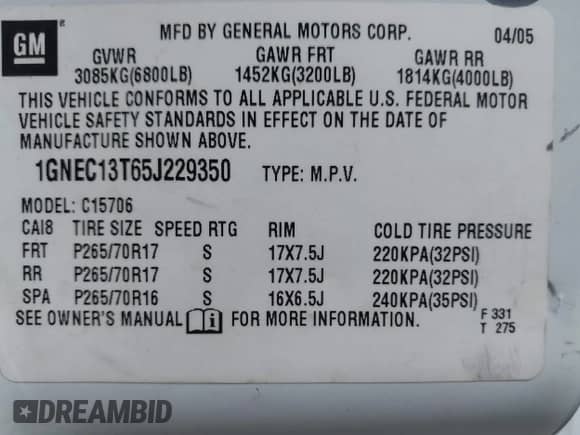 GM ®
MFD BY GENERAL MOTORS CORP. 04/05
GVWR GAWR FRT GAWR RR
3085KG(6800LB) 1452KG(3200LB) 1814KG(4000LB)
THIS VEHICLE CONFORMS TO ALL APPLICABLE U.S. FEDERAL MOTOR
VEHICLE SAFETY STANDARDS IN EFFECT ON THE DATE OF
MANUFACTURE SHOWN ABOVE.
1GNEC13T65J229350 TYPE: M.P.V.
MODEL: C15706
CAI8 TIRE SIZE SPEED RTG RIM COLD TIRE PRESSURE
FRT P265/70R17 S 17X7.5J 220KPA(32PSI)
RR P265/70R17 S 17X7.5J 220KPA(32PSI)
SPA P265/70R16 S 16X6.5J 240KPA(35PSI)
SEE OWNER'S MANUAL i FOR MORE INFORMATION. F 331
T 275
DREAMBID